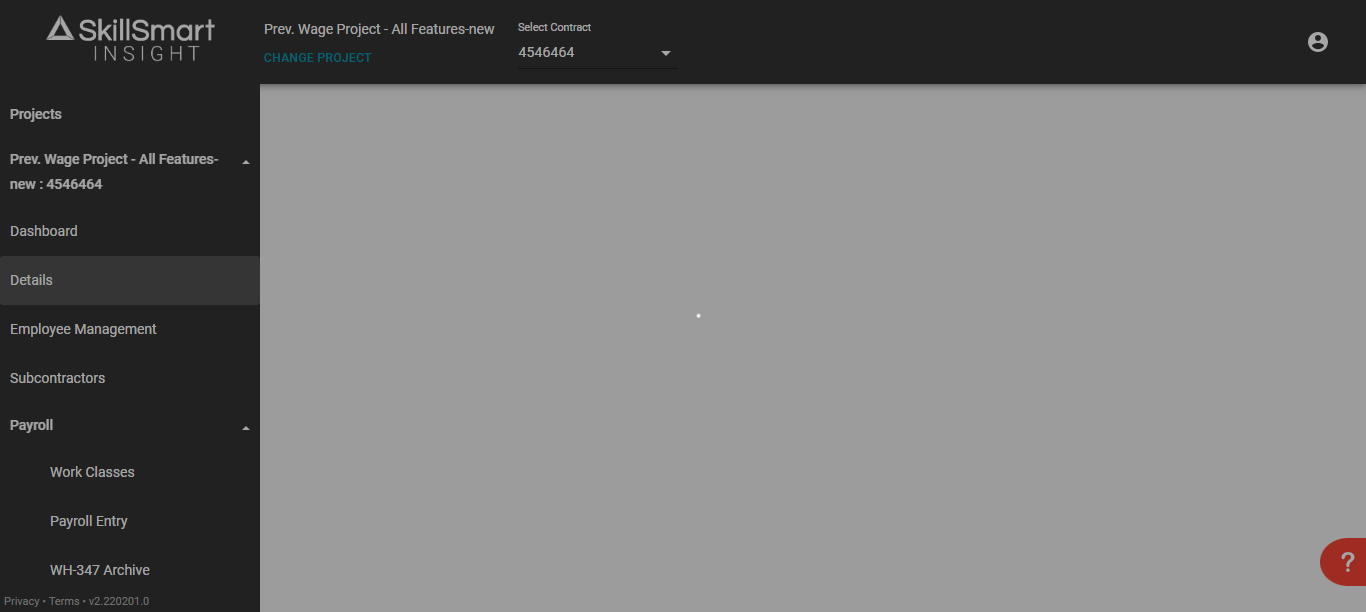 SkillSmart
INSIGHT
Prev. Wage Project - All Features-new
CHANGE PROJECT
Select Contract
4546464
Projects
Prev. Wage Project - All Features-
new : 4546464
Dashboard
Details
Employee Management
Subcontractors
Payroll
Work Classes
Payroll Entry
WH-347 Archive
Privacy • Terms • v2.220201.0
?